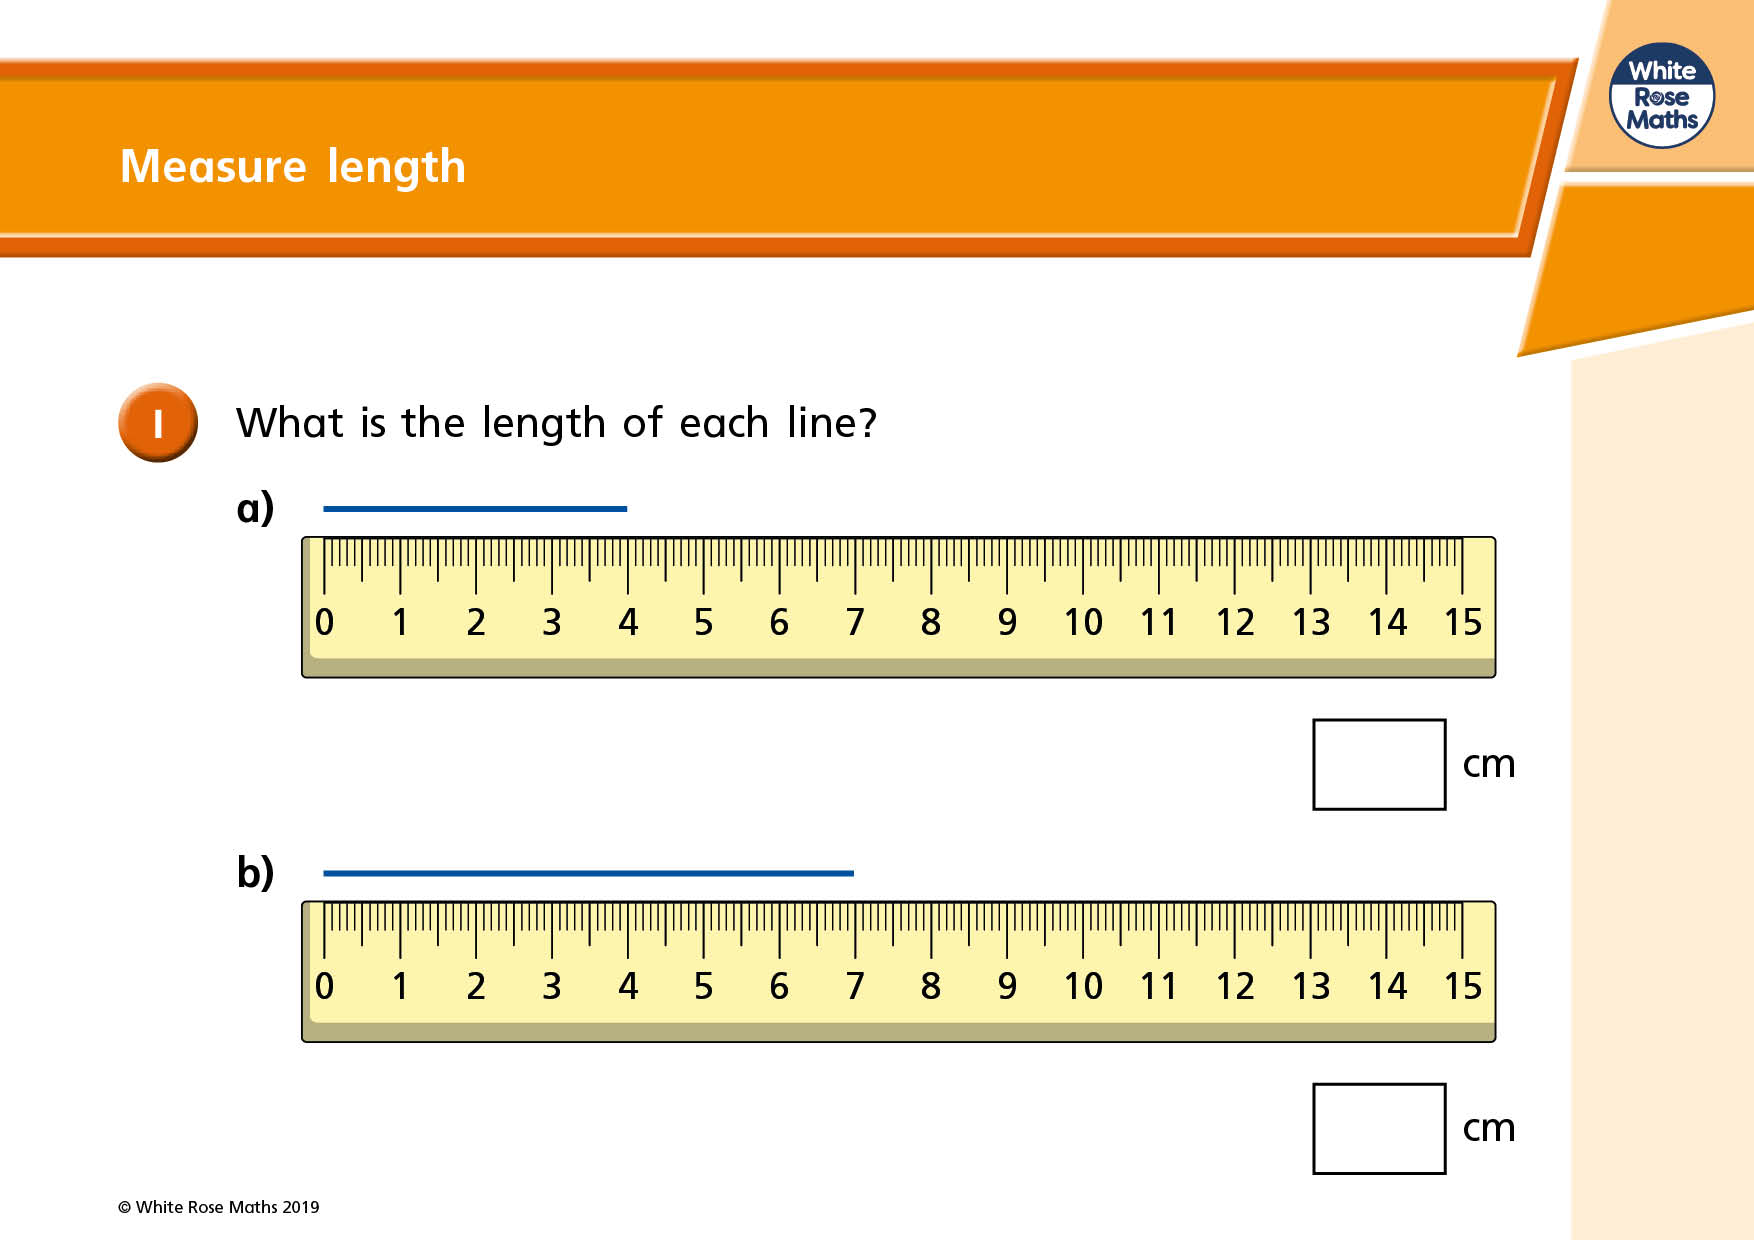 White
Rose
Maths
Measure length
1 What is the length of each line?
a)
0 1 2 3 4 5 6 7 8 9 10 11 12 13 14 15
cm
b)
0 1 2 3 4 5 6 7 8 9 10 11 12 13 14 15
cm
© White Rose Maths 2019